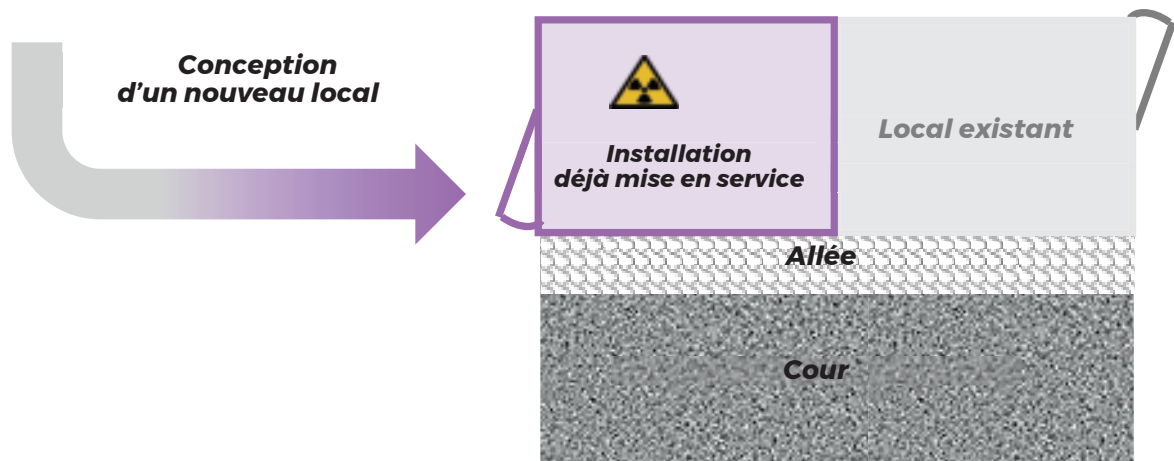 Conception
d'un nouveau local
Installation
déjà mise en service
Local existant
Allée
Cour